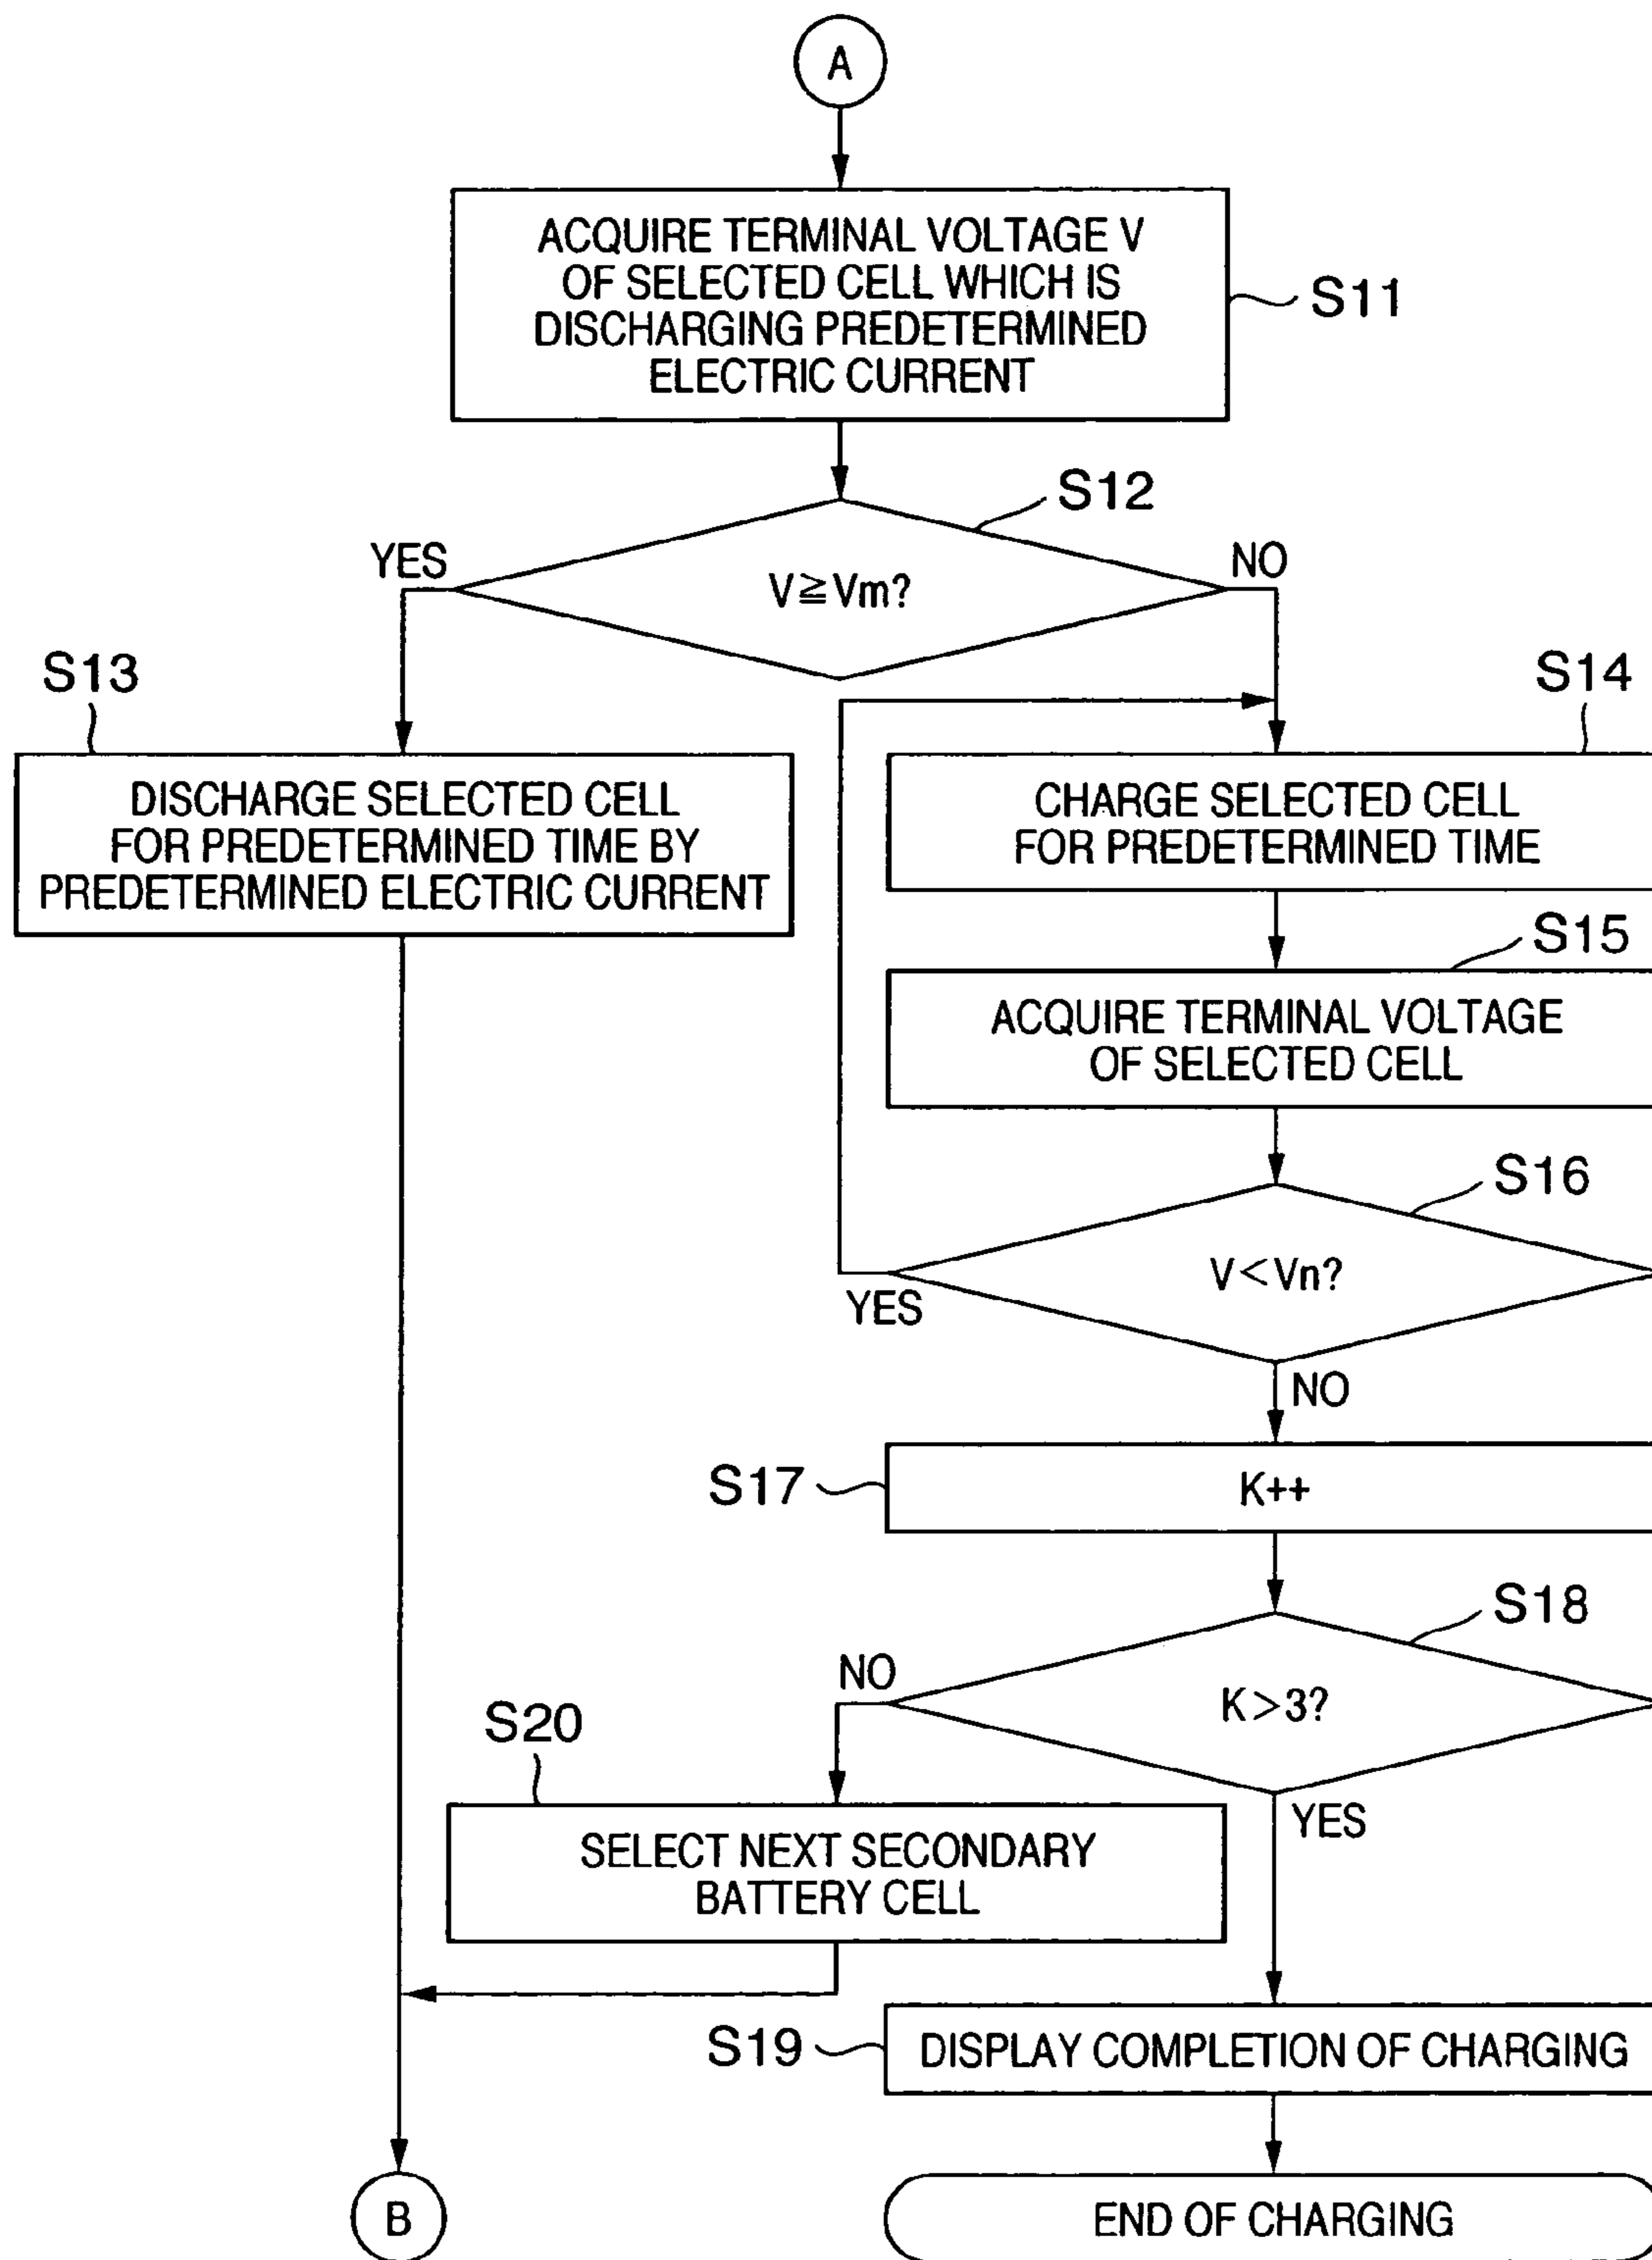 A
ACQUIRE TERMINAL VOLTAGE V
OF SELECTED CELL WHICH IS
DISCHARGING PREDETERMINED
ELECTRIC CURRENT
S11
S12
YES
V≧Vm?
NO
S13
S14
DISCHARGE SELECTED CELL
FOR PREDETERMINED TIME BY
PREDETERMINED ELECTRIC CURRENT
CHARGE SELECTED CELL
FOR PREDETERMINED TIME
S15
ACQUIRE TERMINAL VOLTAGE
OF SELECTED CELL
S16
V<Vn?
YES
NO
S17
K++
S18
NO
K>3?
S20
YES
SELECT NEXT SECONDARY
BATTERY CELL
S19
DISPLAY COMPLETION OF CHARGING
B
END OF CHARGING